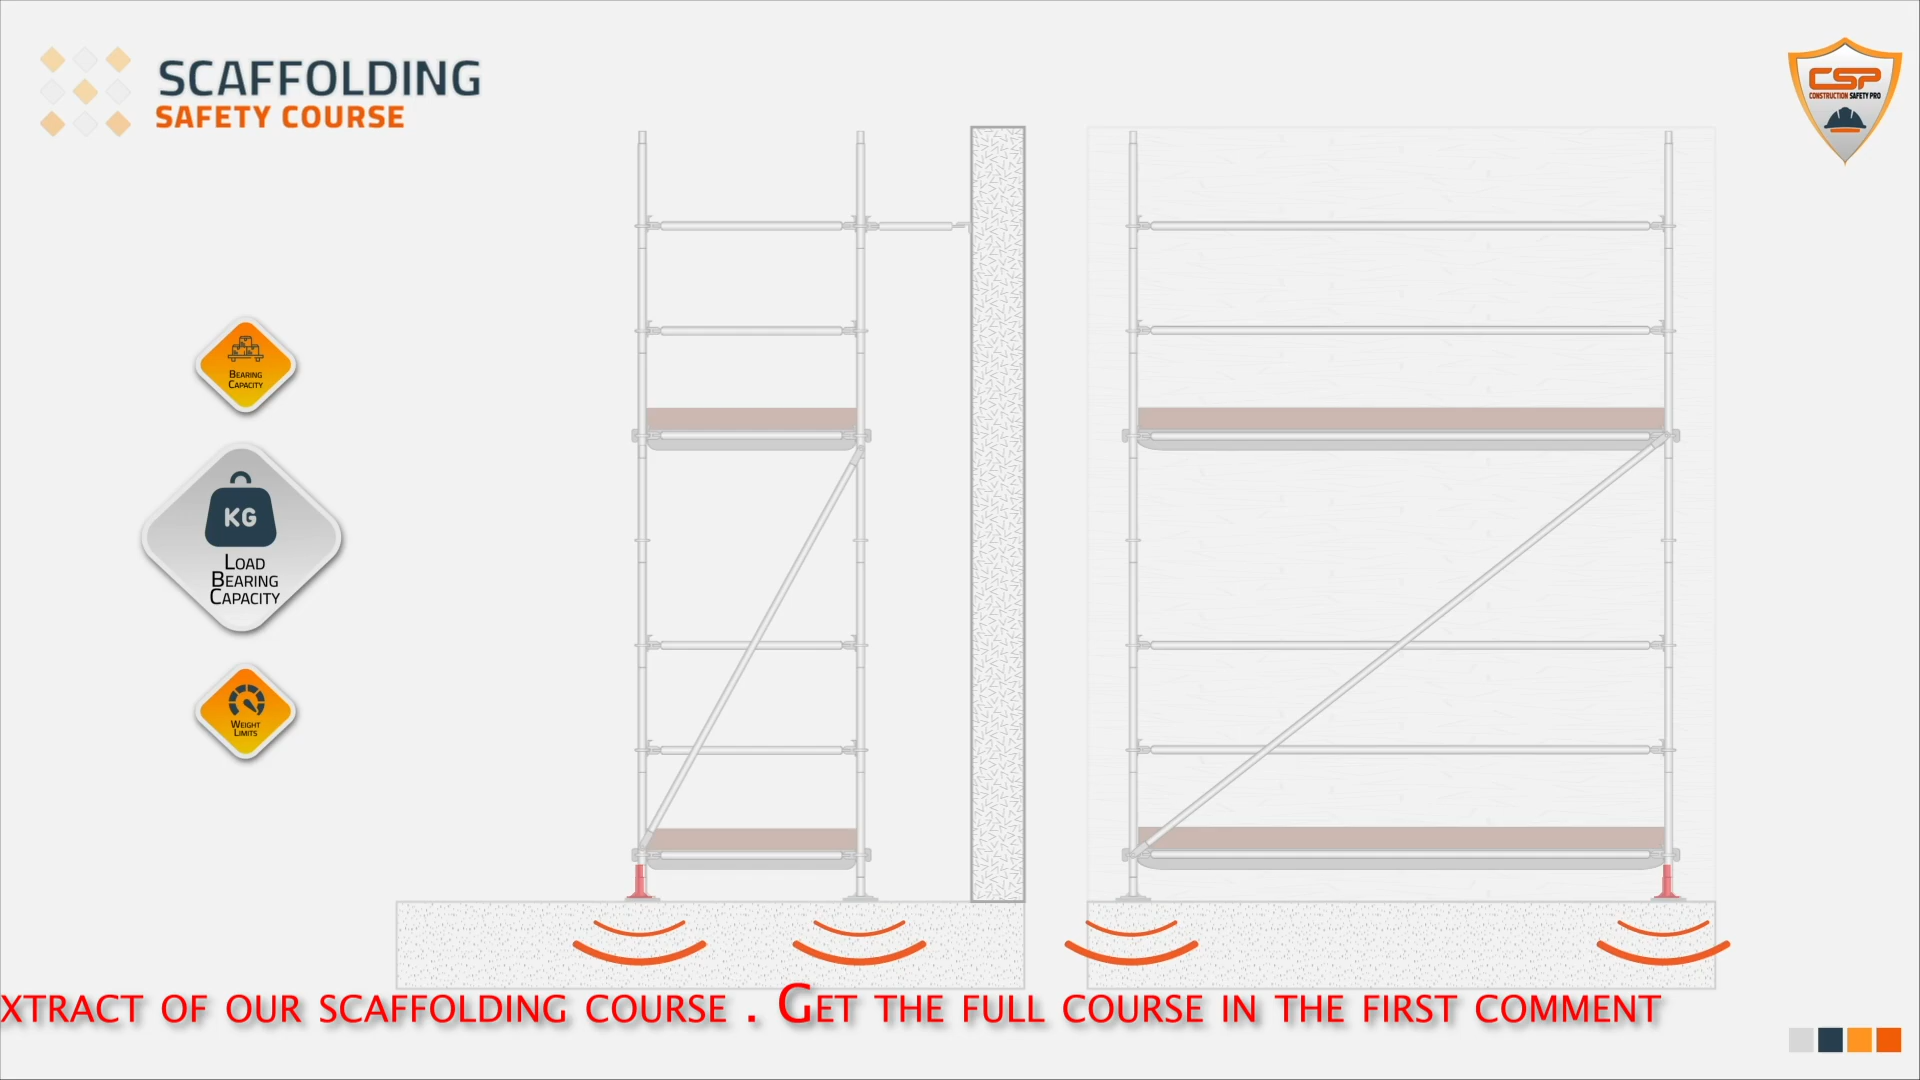 SCAFFOLDING
SAFETY COURSE
CSP
CONSTRUCTION SAFETY PRO
BEARING
CAPACITY
KG
LOAD
BEARING
CAPACITY
WEIGHT
LIMITS
XTRACT OF OUR SCAFFOLDING COURSE . GET THE FULL COURSE IN THE FIRST COMMENT